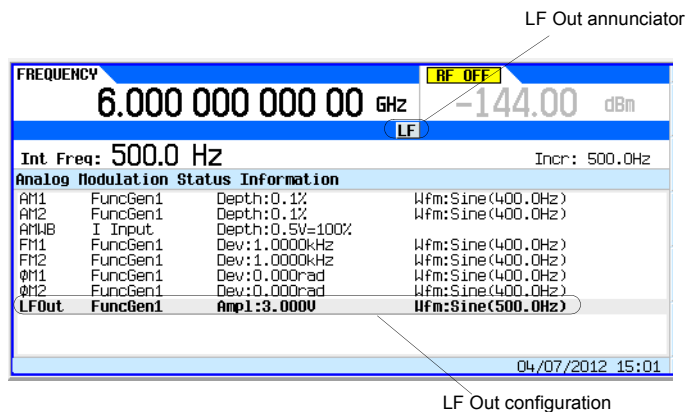 LF Out annunciator
FREQUENCY RF OFF
6.000 000 000 00 GHz -144.00 dBm
LF
Int Freq: 500.0 Hz Incr: 500.0Hz
Analog Modulation Status Information
AM1 FuncGen1 Depth:0.1% Wfm:Sine(400.0Hz)
AM2 FuncGen1 Depth:0.1% Wfm:Sine(400.0Hz)
AMWB I Input Depth:0.5V=100%
FM1 FuncGen1 Dev:1.0000kHz Wfm:Sine(400.0Hz)
FM2 FuncGen1 Dev:1.0000kHz Wfm:Sine(400.0Hz)
ΦM1 FuncGen1 Dev:0.000rad Wfm:Sine(400.0Hz)
ΦM2 FuncGen1 Dev:0.000rad Wfm:Sine(400.0Hz)
LFOut FuncGen1 Ampl:3.000V Wfm:Sine(500.0Hz)
04/07/2012 15:01
LF Out configuration